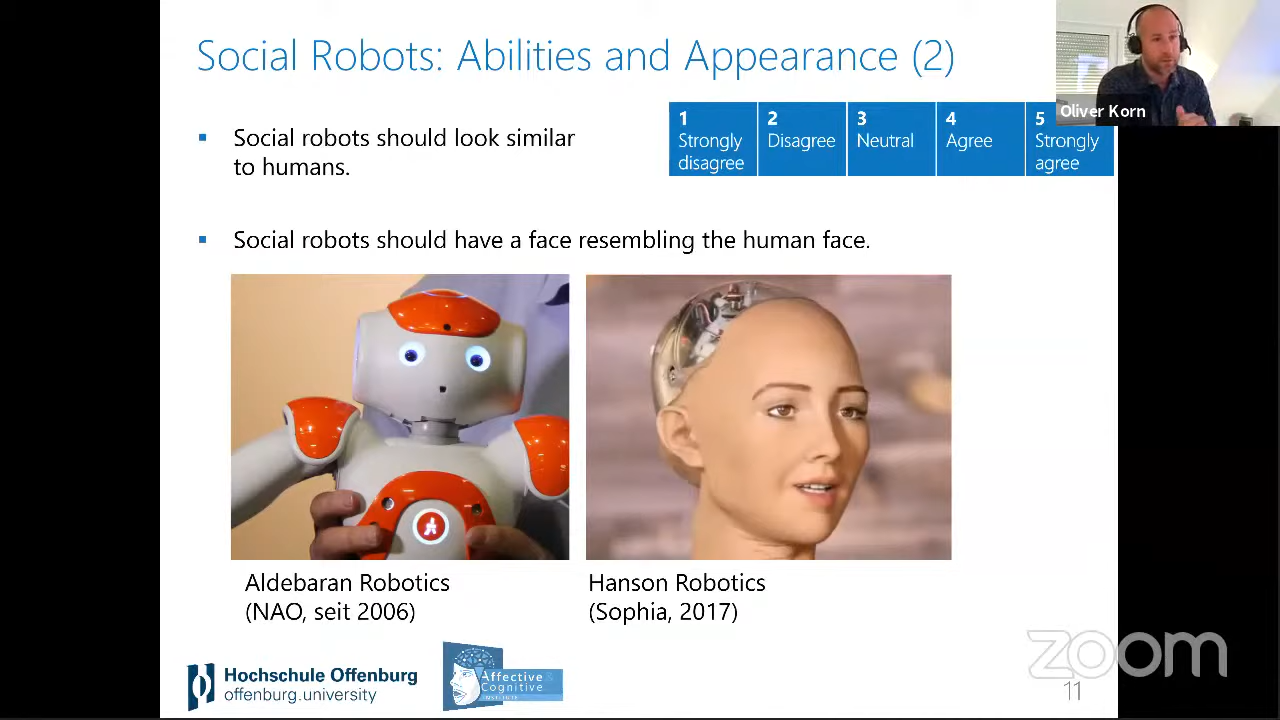 Social Robots: Abilities and Appearance (2)
Oliver Korn
Social robots should look similar
to humans.
1
Strongly
disagree
2
Disagree
3
Neutral
4
Agree
5
Strongly
agree
Social robots should have a face resembling the human face.
Aldebaran Robotics
(NAO, seit 2006)
Hanson Robotics
(Sophia, 2017)
Hochschule Offenburg
offenburg.university
Affective &
Cognitive
INSTITUTE
zoom
11